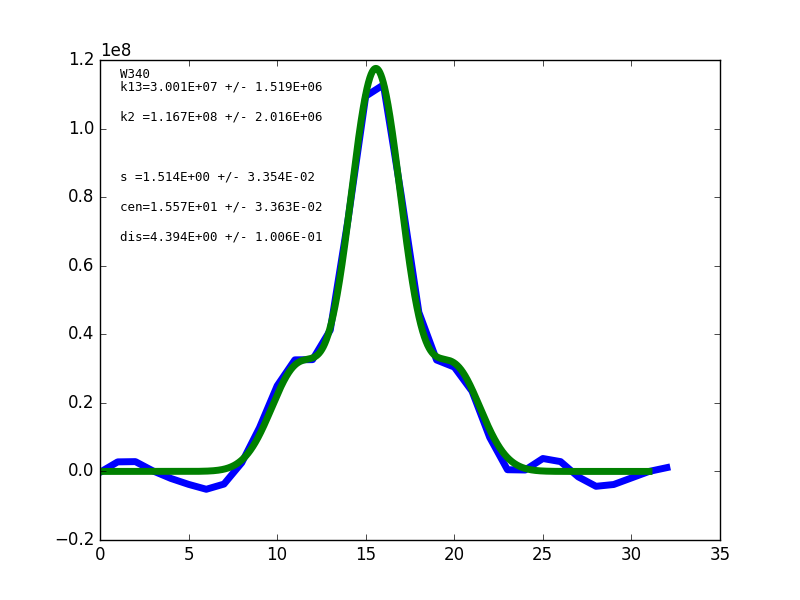 1e8
W340
k13=3.001E+07 +/- 1.519E+06
k2 =1.167E+08 +/- 2.016E+06
s =1.514E+00 +/- 3.354E-02
cen=1.557E+01 +/- 3.363E-02
dis=4.394E+00 +/- 1.006E-01
1.2
1.0
0.8
0.6
0.4
0.2
0.0
−0.2
0 5 10 15 20 25 30 35